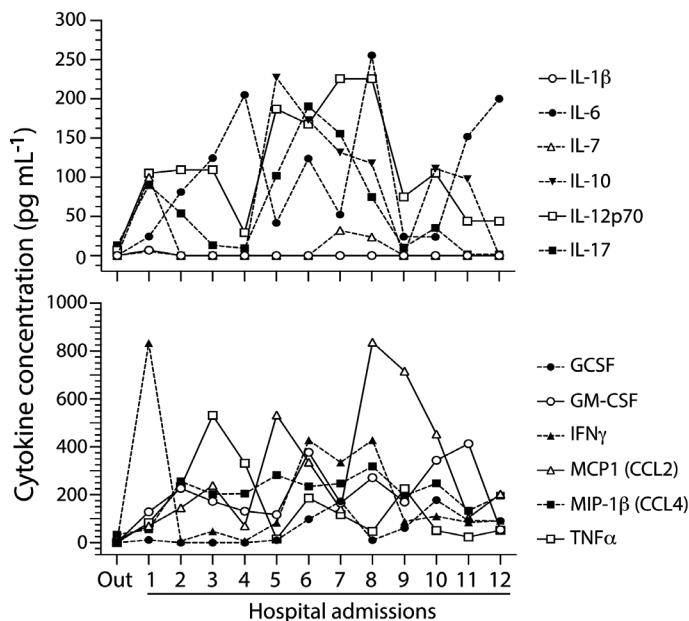 Cytokine concentration (pg mL-1)
300
250
200
150
100
50
0
IL-1β
IL-6
IL-7
IL-10
IL-12p70
IL-17
1000
800
600
400
200
0
GCSF
GM-CSF
IFNγ
MCP1 (CCL2)
MIP-1β (CCL4)
TNFα
Out 1 2 3 4 5 6 7 8 9 10 11 12
Hospital admissions